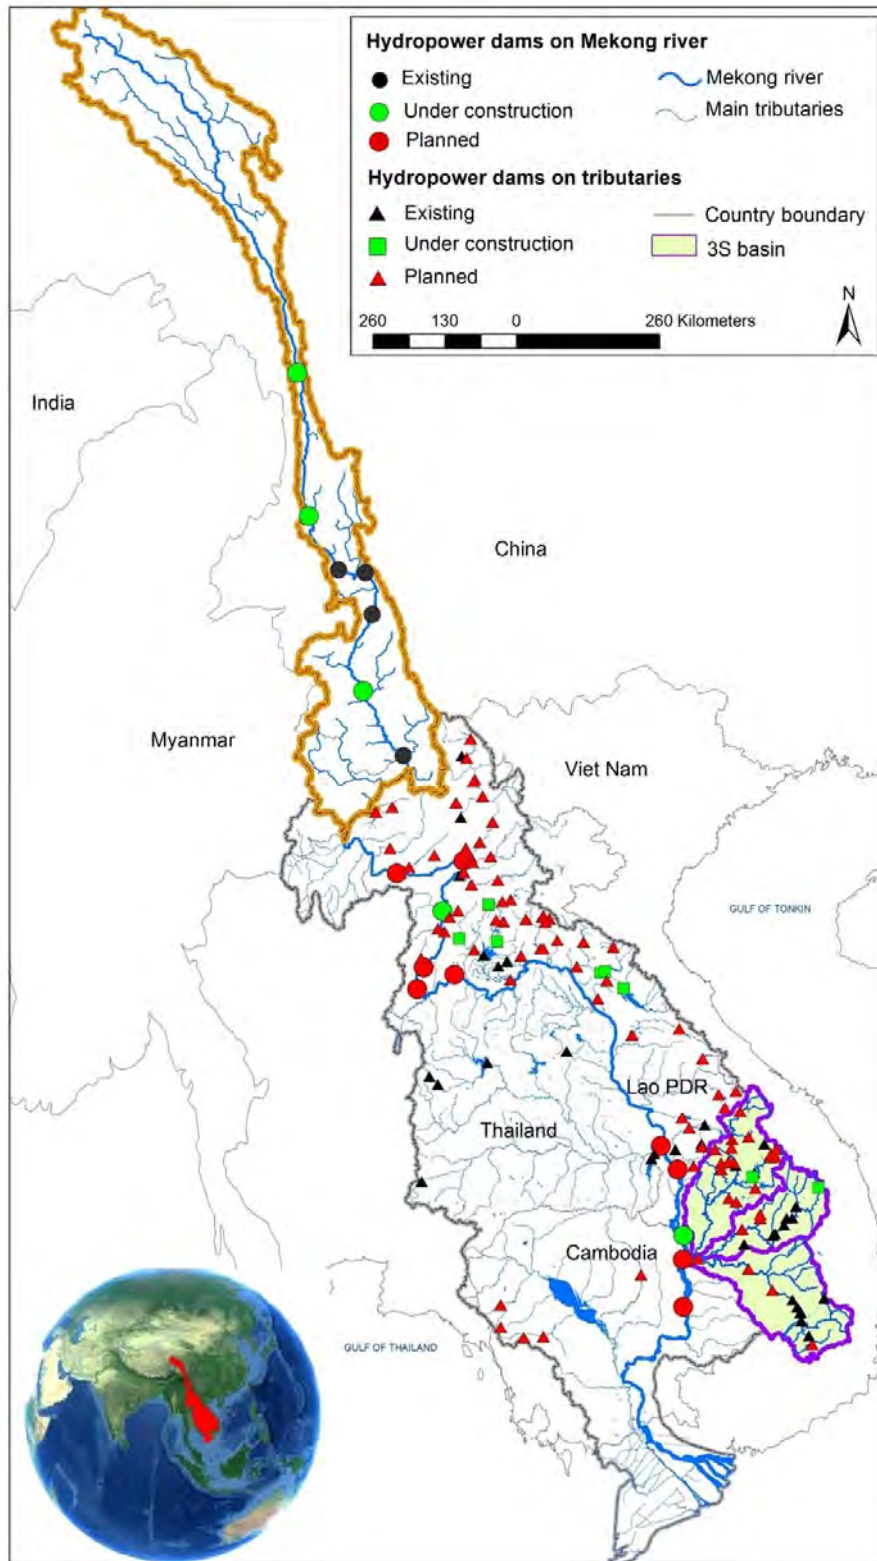 Hydropower dams on Mekong river
Existing
Mekong river
Under construction
Main tributaries
Planned
Hydropower dams on tributaries
Existing
Country boundary
Under construction
3S basin
Planned
N
260 130 0 260 Kilometers
India
China
Myanmar
Viet Nam
GULF OF TONKIN
Lao PDR
Thailand
Cambodia
GULF OF THAILAND